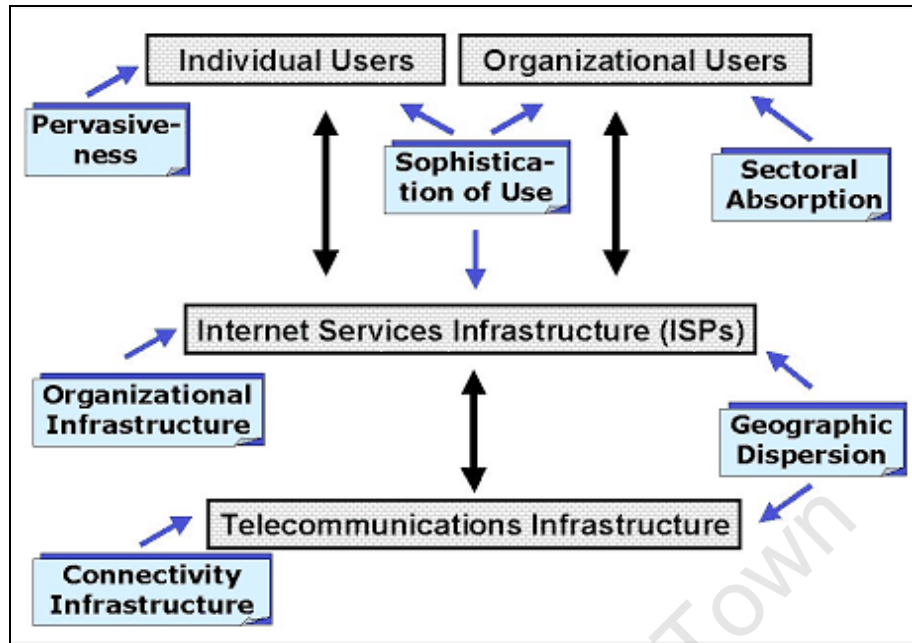 Individual Users
Organizational Users
Pervasive-
ness
Sophistica-
tion of Use
Sectoral
Absorption
Internet Services Infrastructure (ISPs)
Organizational
Infrastructure
Geographic
Dispersion
Telecommunications Infrastructure
Connectivity
Infrastructure
Town